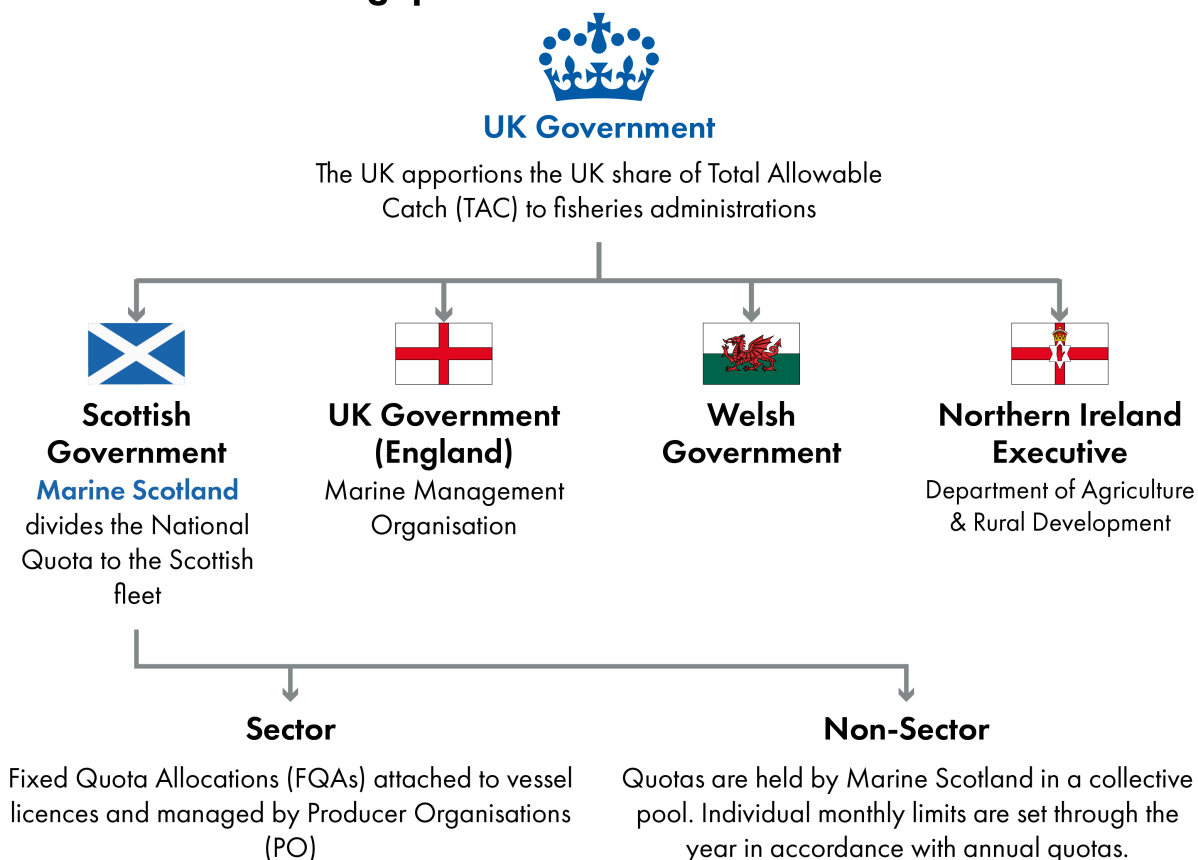 UK Government
The UK apportions the UK share of Total Allowable
Catch (TAC) to fisheries administrations
Scottish
Government
Marine Scotland
divides the National
Quota to the Scottish
fleet
UK Government
(England)
Marine Management
Organisation
Welsh
Government
Northern Ireland
Executive
Department of Agriculture
& Rural Development
Sector
Fixed Quota Allocations (FQAs) attached to vessel
licences and managed by Producer Organisations
(PO)
Non-Sector
Quotas are held by Marine Scotland in a collective
pool. Individual monthly limits are set through the
year in accordance with annual quotas.